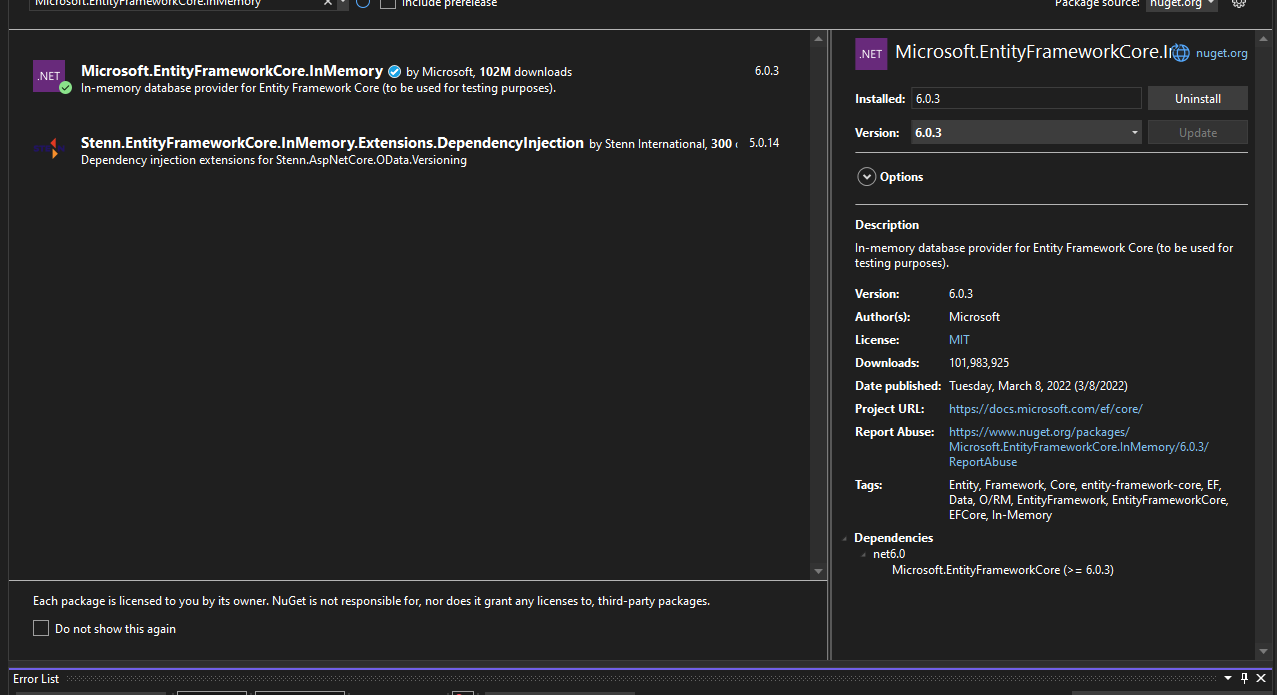 Microsoft.EntityFrameworkCore.InMemory
Include prerelease
Package source: nuget.org
.NET
Microsoft.EntityFrameworkCore.InMemory by Microsoft, 102M downloads
6.0.3
In-memory database provider for Entity Framework Core (to be used for testing purposes).
Stenn.EntityFrameworkCore.InMemory.Extensions.DependencyInjection by Stenn International, 300
5.0.14
Dependency injection extensions for Stenn.AspNetCore.OData.Versioning
Each package is licensed to you by its owner. NuGet is not responsible for, nor does it grant any licenses to, third-party packages.
Do not show this again
.NET
Microsoft.EntityFrameworkCore.I
nuget.org
Installed: 6.0.3
Uninstall
Version: 6.0.3
Update
Options
Description
In-memory database provider for Entity Framework Core (to be used for
testing purposes).
Version: 6.0.3
Author(s): Microsoft
License: MIT
Downloads: 101,983,925
Date published: Tuesday, March 8, 2022 (3/8/2022)
Project URL: https://docs.microsoft.com/ef/core/
Report Abuse: https://www.nuget.org/packages/
Microsoft.EntityFrameworkCore.InMemory/6.0.3/
ReportAbuse
Tags: Entity, Framework, Core, entity-framework-core, EF,
Data, O/RM, EntityFramework, EntityFrameworkCore,
EFCore, In-Memory
Dependencies
net6.0
Microsoft.EntityFrameworkCore (>= 6.0.3)
Error List